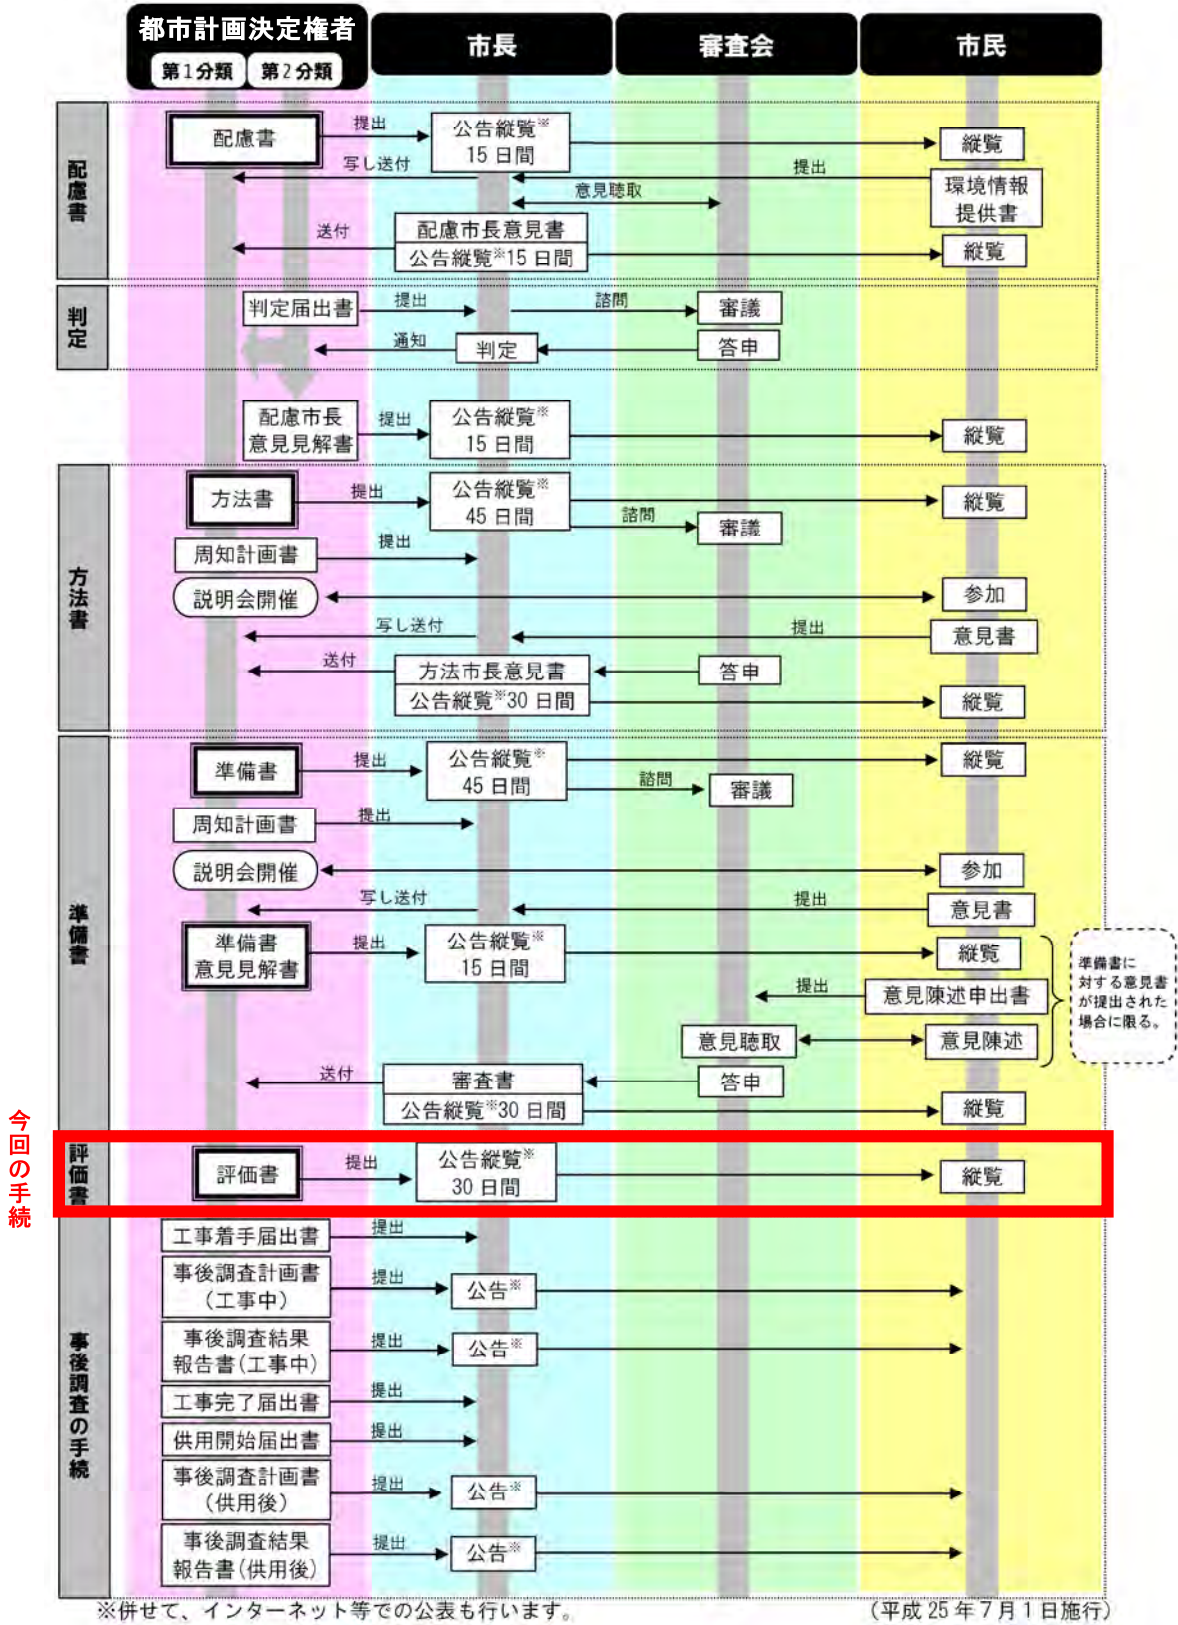 都市計画決定権者
第1分類
第2分類
市長
審査会
市民
配慮書
配慮書
提出
公告縦覧※
15日間
縦覧
写し送付
提出
環境情報
提供書
意見聴取
送付
配慮市長意見書
公告縦覧※15日間
縦覧
判定
判定届出書
提出
諮問
審議
通知
判定
答申
配慮市長
意見見解書
提出
公告縦覧※
15日間
縦覧
方法書
方法書
提出
公告縦覧※
45日間
縦覧
諮問
審議
周知計画書
提出
説明会開催
参加
写し送付
提出
意見書
送付
方法市長意見書
公告縦覧※30日間
答申
縦覧
準備書
準備書
提出
公告縦覧※
45日間
縦覧
諮問
審議
周知計画書
提出
説明会開催
参加
写し送付
提出
意見書
準備書
意見見解書
提出
公告縦覧※
15日間
縦覧
準備書に
対する意見書
が提出された
場合に限る。
提出
意見陳述申出書
意見聴取
意見陳述
送付
審査書
公告縦覧※30日間
答申
縦覧
今回の手続
評価書
評価書
提出
公告縦覧※
30日間
縦覧
事後調査の手続
工事着手届出書
提出
事後調査計画書
(工事中)
提出
公告※
事後調査結果
報告書(工事中)
提出
公告※
工事完了届出書
提出
供用開始届出書
提出
事後調査計画書
(供用後)
提出
公告※
事後調査結果
報告書(供用後)
提出
公告※
※併せて、インターネット等での公表も行います。
(平成25年7月1日施行)